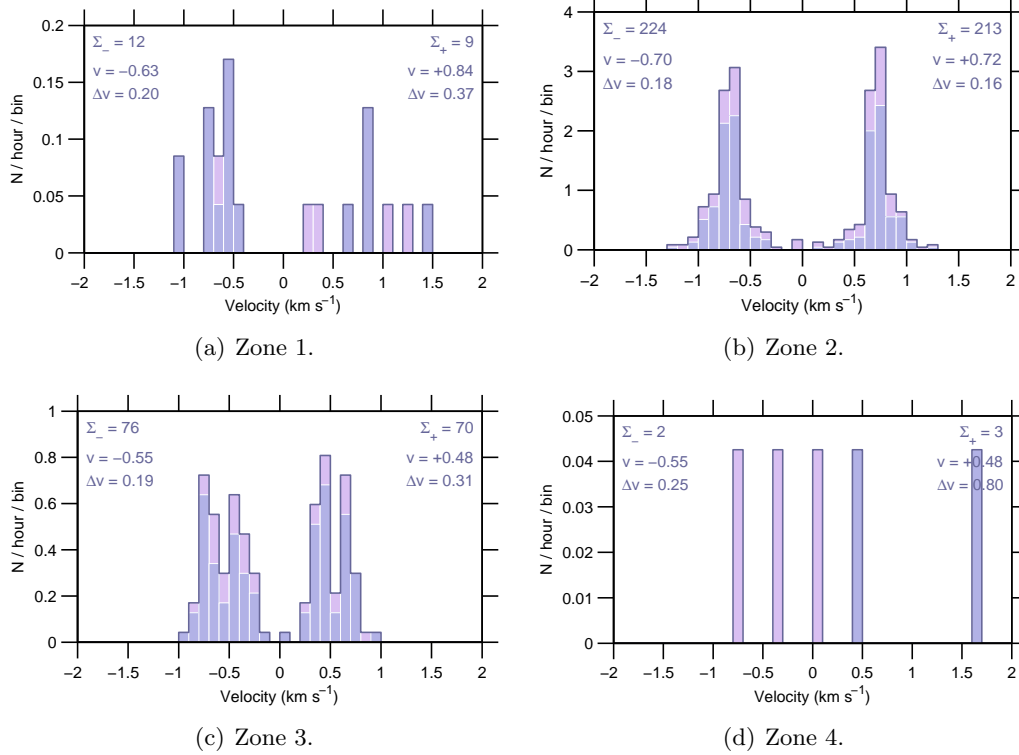 0.2
0.15
0.1
0.05
0
N / hour / bin
Σ_ = 12
v = −0.63
Δv = 0.20
Σ+ = 9
v = +0.84
Δv = 0.37
−2 −1.5 −1 −0.5 0 0.5 1 1.5 2
Velocity (km s−1)
(a) Zone 1.
4
3
2
1
0
N / hour / bin
Σ_ = 224
v = −0.70
Δv = 0.18
Σ+ = 213
v = +0.72
Δv = 0.16
−2 −1.5 −1 −0.5 0 0.5 1 1.5 2
Velocity (km s−1)
(b) Zone 2.
1
0.8
0.6
0.4
0.2
0
N / hour / bin
Σ_ = 76
v = −0.55
Δv = 0.19
Σ+ = 70
v = +0.48
Δv = 0.31
−2 −1.5 −1 −0.5 0 0.5 1 1.5 2
Velocity (km s−1)
(c) Zone 3.
0.05
0.04
0.03
0.02
0.01
0
N / hour / bin
Σ_ = 2
v = −0.55
Δv = 0.25
Σ+ = 3
v = +0.48
Δv = 0.80
−2 −1.5 −1 −0.5 0 0.5 1 1.5 2
Velocity (km s−1)
(d) Zone 4.